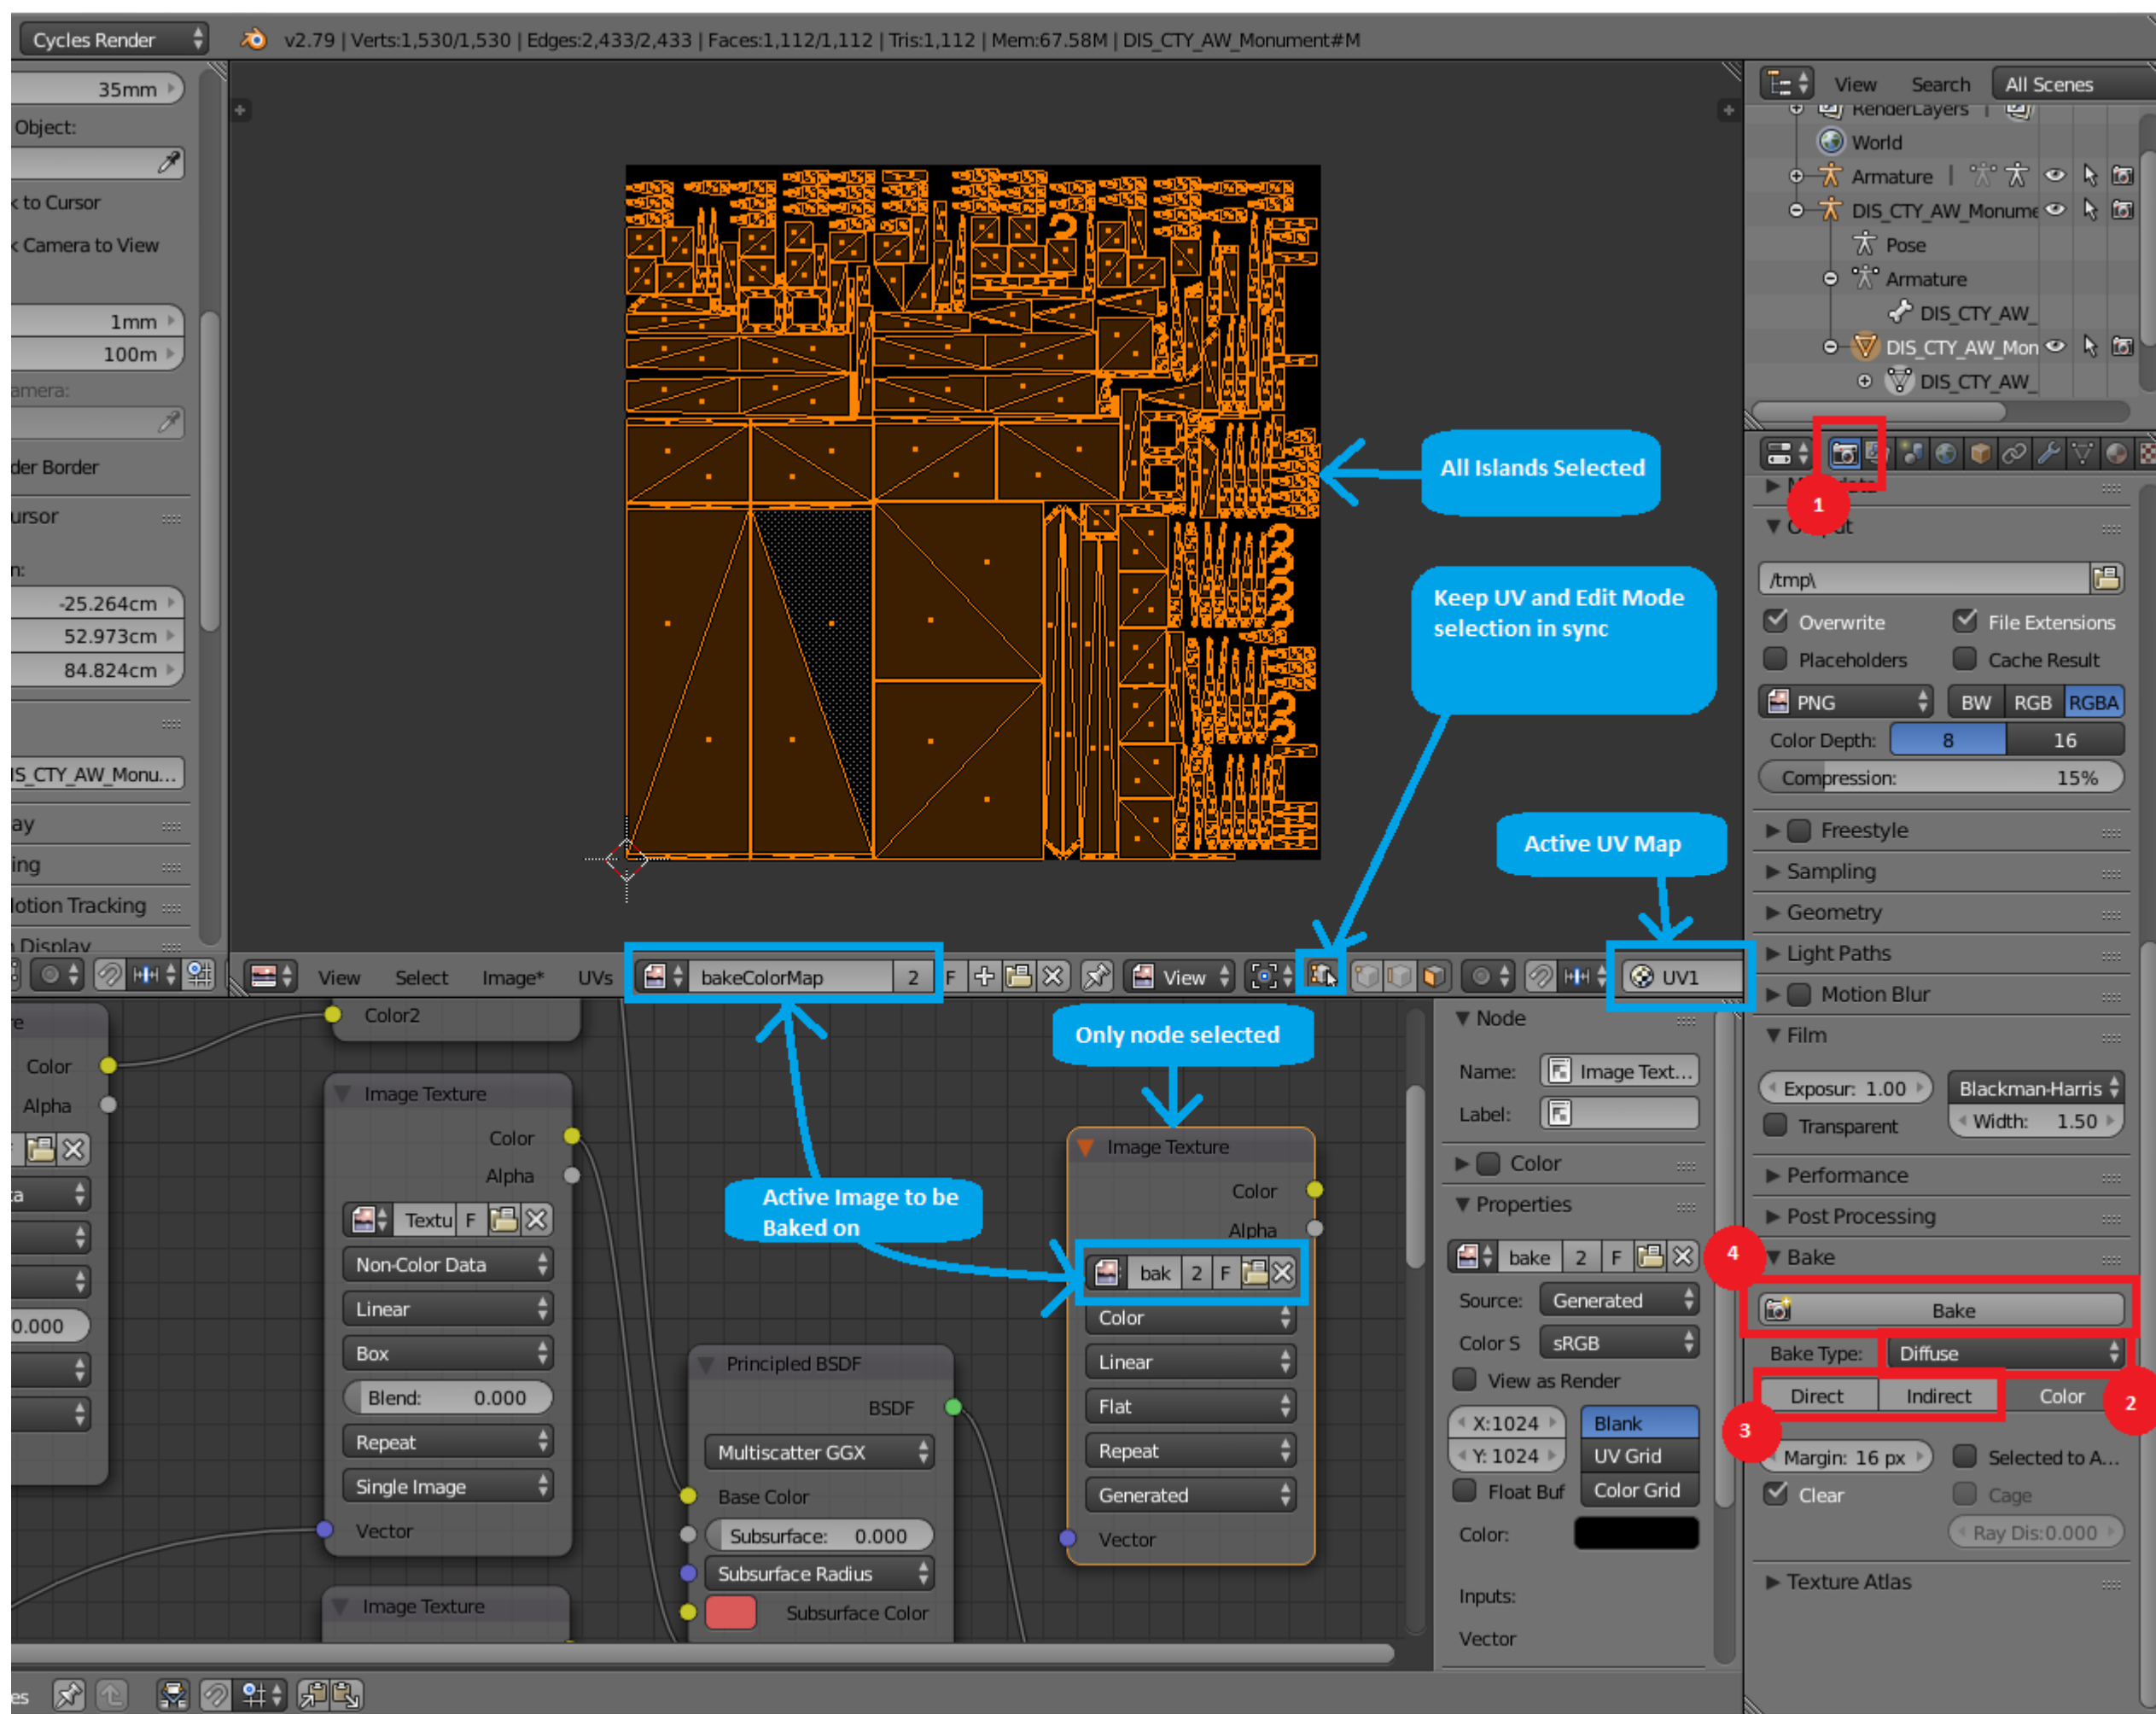 Cycles Render
v2.79 | Verts:1,530/1,530 | Edges:2,433/2,433 | Faces:1,112/1,112 | Tris:1,112 | Mem:67.58M | DIS_CTY_AW_Monument#M
35mm
Object:
to Cursor
Camera to View
1mm
100m
amera:
der Border
ursor
n:
-25.264cm
52.973cm
84.824cm
IS_CTY_AW_Monu...
ay
ing
lotion Tracking
Display
All Islands Selected
Keep UV and Edit Mode
selection in sync
Active UV Map
View Select Image* UVs bakeColorMap 2 F View UV1
View Search All Scenes
RenderLayers |
World
Armature |
DIS_CTY_AW_Monume
Pose
Armature
DIS_CTY_AW_
DIS_CTY_AW_Mon
DIS_CTY_AW_
1
/tmp\
Overwrite File Extensions
Placeholders Cache Result
PNG BW RGB RGBA
Color Depth: 8 16
Compression: 15%
Freestyle
Sampling
Geometry
Light Paths
Motion Blur
Film
Exposur: 1.00 Blackman-Harris
Transparent Width: 1.50
Performance
Post Processing
4 Bake
Bake
Bake Type: Diffuse
Direct Indirect Color 2
3
Margin: 16 px Selected to A...
Clear Cage
Ray Dis:0.000
Texture Atlas
re
Color
Alpha
a
0.000
Color2
Image Texture
Color
Alpha
Textu F
Non-Color Data
Linear
Box
Blend: 0.000
Repeat
Single Image
Vector
Image Texture
Active Image to be
Baked on
Principled BSDF
BSDF
Multiscatter GGX
Base Color
Subsurface: 0.000
Subsurface Radius
Subsurface Color
Only node selected
Image Texture
Color
Alpha
bak 2 F
Color
Linear
Flat
Repeat
Generated
Vector
Node
Name: Image Text...
Label:
Color
Properties
bake 2 F
Source: Generated
Color S sRGB
View as Render
X:1024 Blank
Y: 1024 UV Grid
Float Buf Color Grid
Color:
Inputs:
Vector
es